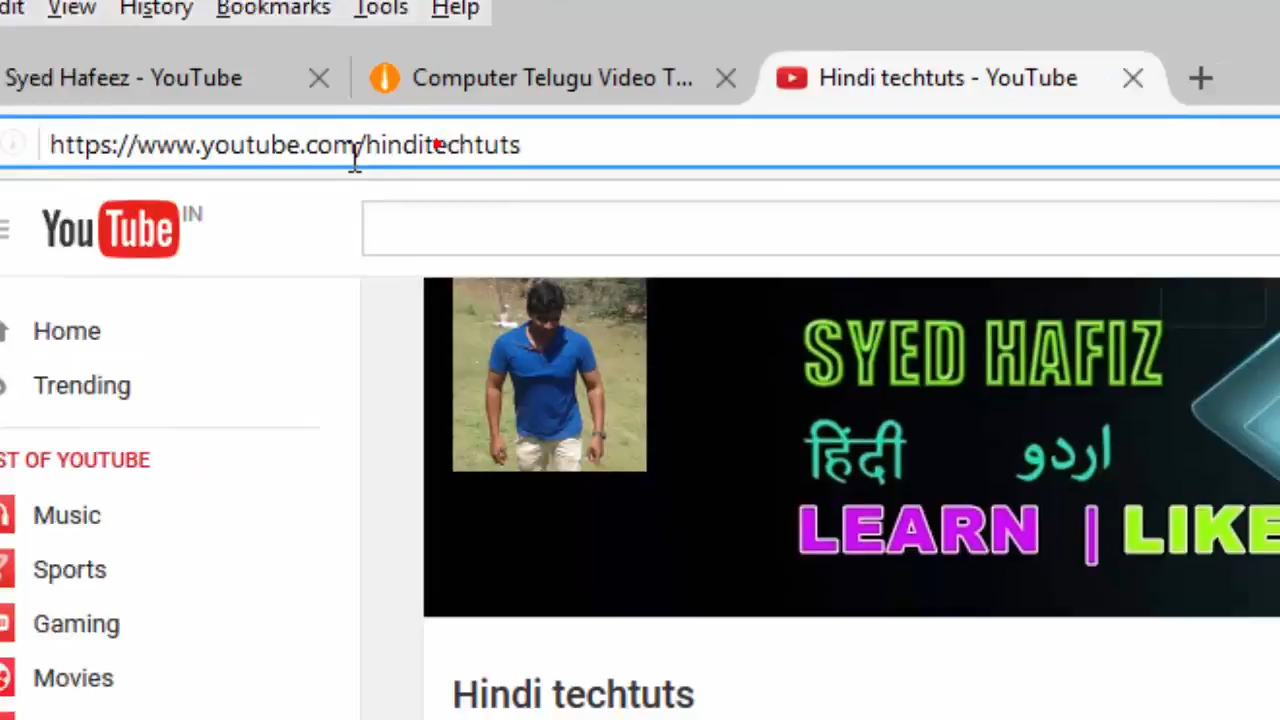 dit View History Bookmarks Tools Help
Syed Hafeez - YouTube
Computer Telugu Video T...
Hindi techtuts - YouTube
https://www.youtube.com/hinditechtuts
YouTube IN
Home
Trending
ST OF YOUTUBE
Music
Sports
Gaming
Movies
SYED HAFIZ
हिंदी اردو
LEARN | LIKE
Hindi techtuts